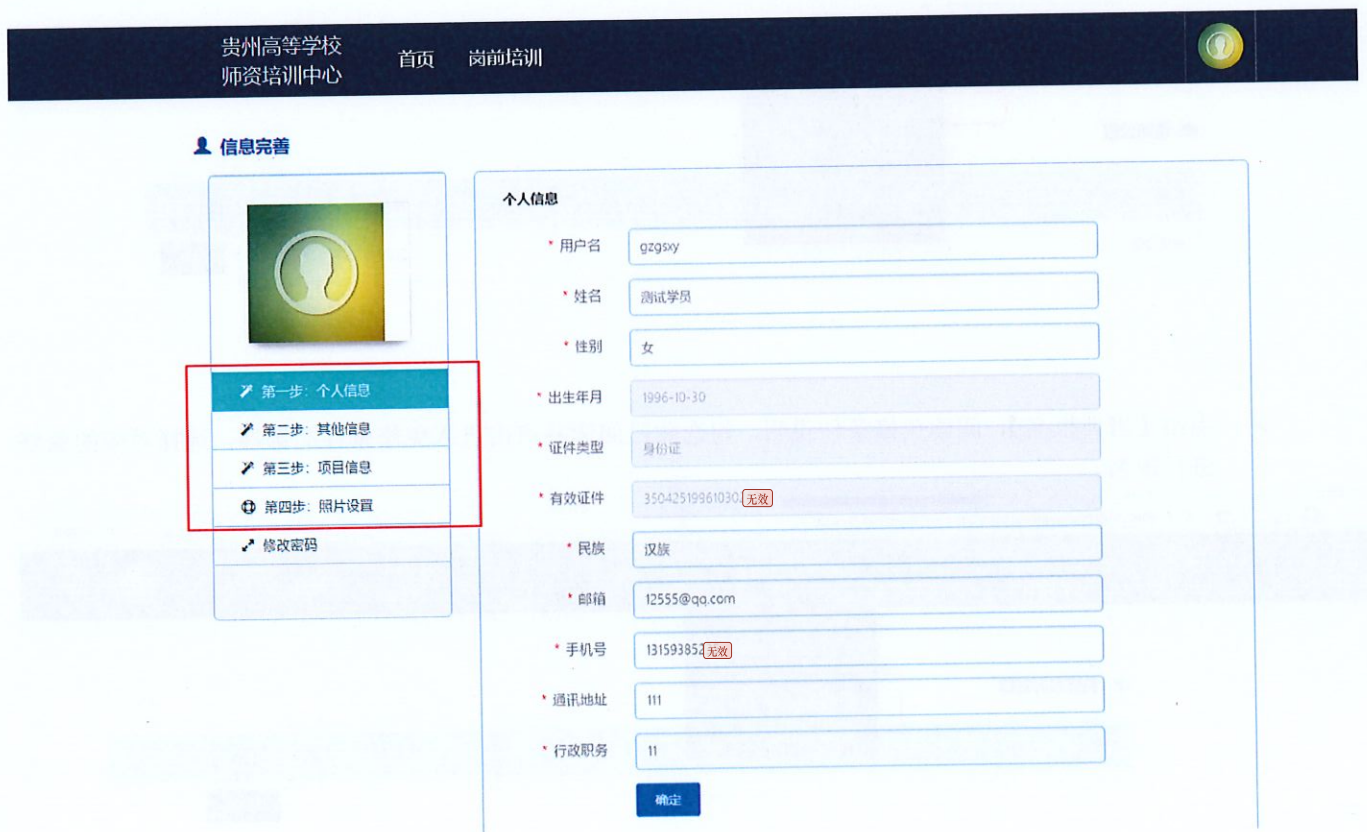 贵州高等学校
师资培训中心
首页
岗前培训
信息完善
第一步：个人信息
第二步：其他信息
第三步：项目信息
第四步：照片设置
修改密码
个人信息
* 用户名 gzgsxy
* 姓名 测试学员
* 性别 女
* 出生年月 1996-10-30
* 证件类型 身份证
* 有效证件 35042519961030 无效
* 民族 汉族
* 邮箱 12555@qq.com
* 手机号 131593852 无效
* 通讯地址 111
* 行政职务 11
确定